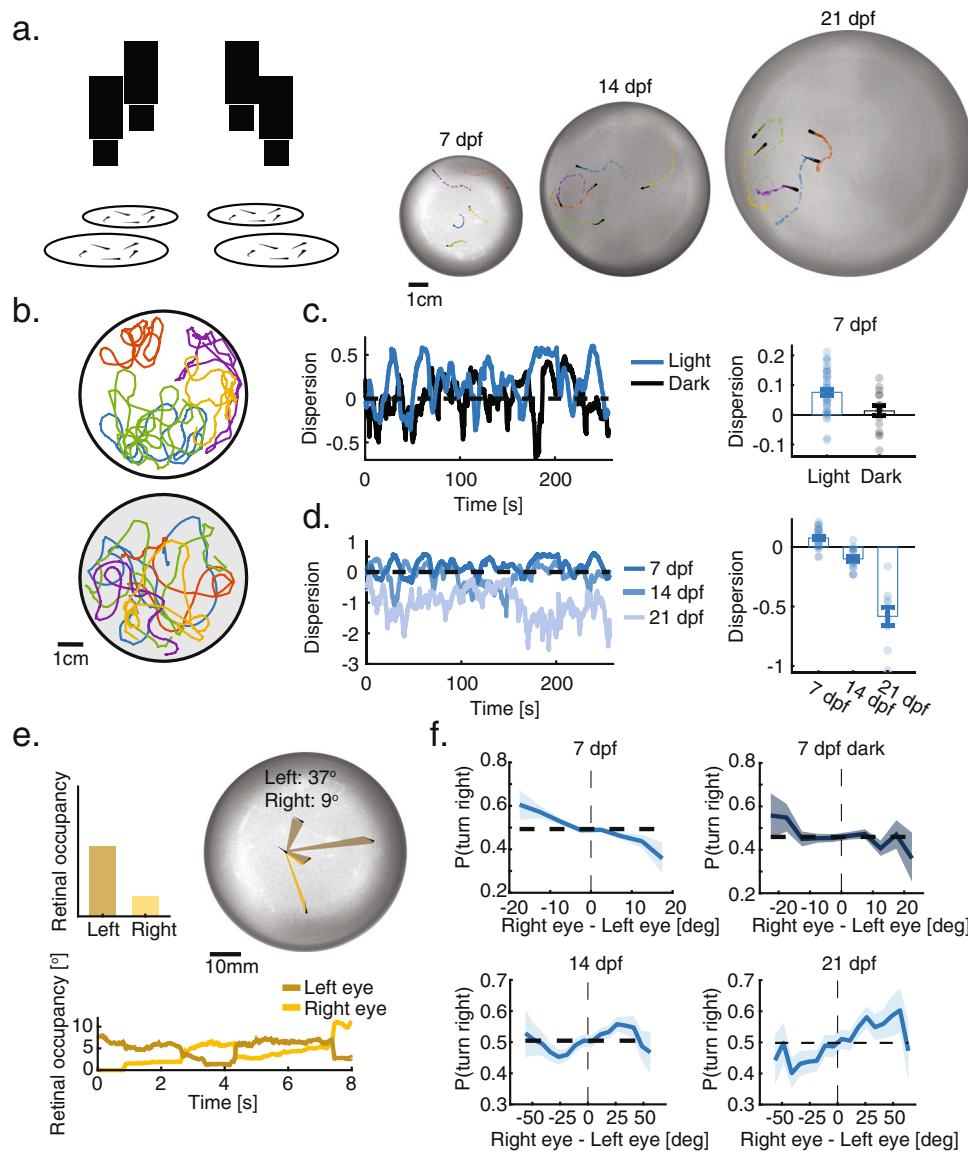 a.
7 dpf
14 dpf
21 dpf
1cm
b.
1cm
c.
Dispersion
0.5
0
-0.5
0
100
200
Time [s]
Light
Dark
7 dpf
Dispersion
0.2
0.1
0
-0.1
Light
Dark
d.
Dispersion
1
0
-1
-2
-3
0
100
200
Time [s]
7 dpf
14 dpf
21 dpf
Dispersion
0
-0.5
-1
7 dpf
14 dpf
21 dpf
e.
Retinal occupancy
Left
Right
Left: 37°
Right: 9°
10mm
Retinal occupancy [°]
10
5
0
Left eye
Right eye
0
2
4
6
8
Time [s]
f.
7 dpf
P(turn right)
0.8
0.6
0.4
0.2
-20
-10
0
10
20
Right eye - Left eye [deg]
7 dpf dark
P(turn right)
0.8
0.6
0.4
0.2
-20
-10
0
10
20
Right eye - Left eye [deg]
14 dpf
P(turn right)
0.7
0.6
0.5
0.4
0.3
-50
-25
0
25
50
Right eye - Left eye [deg]
21 dpf
P(turn right)
0.7
0.6
0.5
0.4
0.3
-50
-25
0
25
50
Right eye - Left eye [deg]